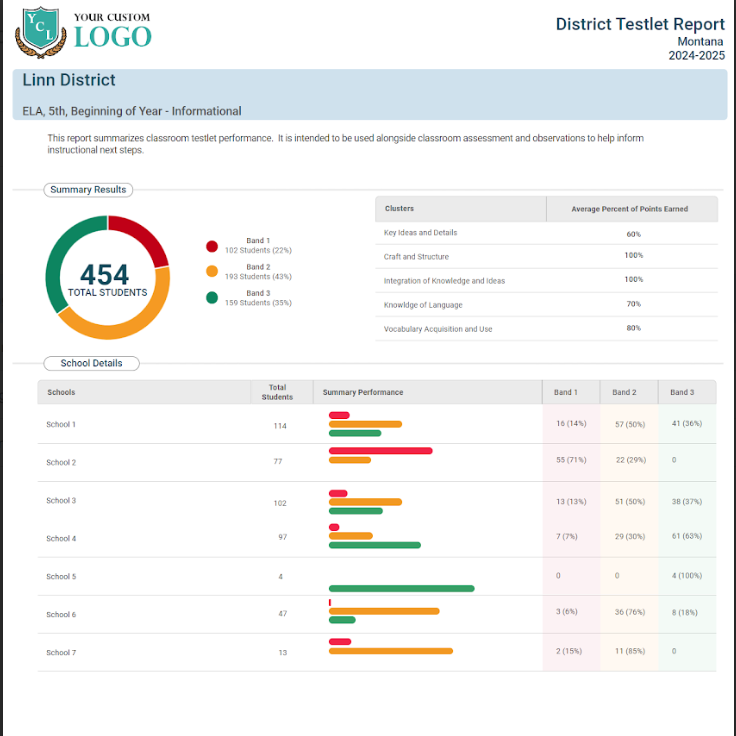 YCL
YOUR CUSTOM
LOGO
District Testlet Report
Montana
2024-2025
Linn District
ELA, 5th, Beginning of Year - Informational
This report summarizes classroom testlet performance. It is intended to be used alongside classroom assessment and observations to help inform
instructional next steps.
Summary Results
454
TOTAL STUDENTS
Band 1
102 Students (22%)
Band 2
193 Students (43%)
Band 3
159 Students (35%)
Clusters Average Percent of Points Earned
Key Ideas and Details 60%
Craft and Structure 100%
Integration of Knowledge and Ideas 100%
Knowldge of Language 70%
Vocabulary Acquisition and Use 80%
School Details
Schools Total Students Summary Performance Band 1 Band 2 Band 3
School 1 114 16 (14%) 57 (50%) 41 (36%)
School 2 77 55 (71%) 22 (29%) 0
School 3 102 13 (13%) 51 (50%) 38 (37%)
School 4 97 7 (7%) 29 (30%) 61 (63%)
School 5 4 0 0 4 (100%)
School 6 47 3 (6%) 36 (76%) 8 (18%)
School 7 13 2 (15%) 11 (85%) 0